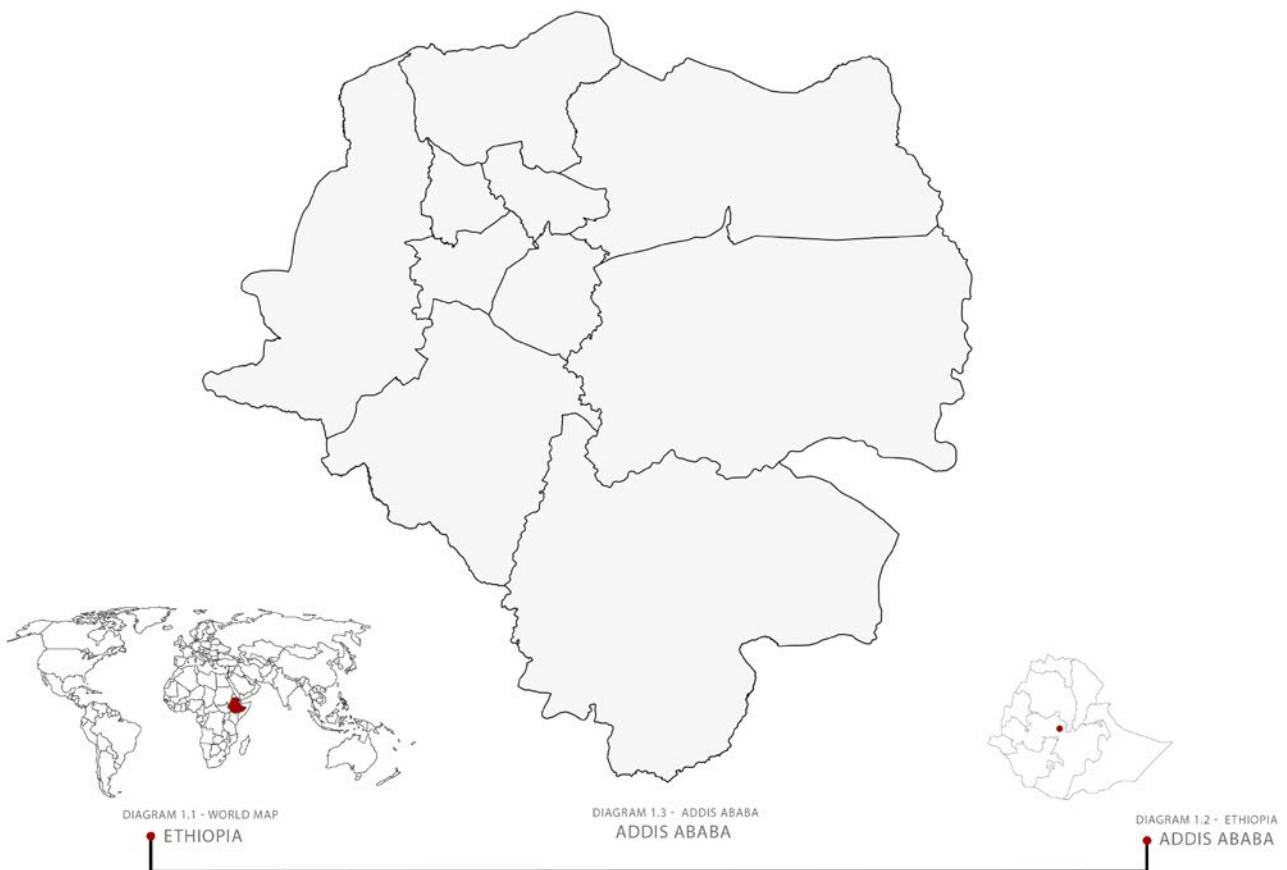 DIAGRAM 1.1 - WORLD MAP
ETHIOPIA
DIAGRAM 1.3 - ADDIS ABABA
ADDIS ABABA
DIAGRAM 1.2 - ETHIOPIA
ADDIS ABABA